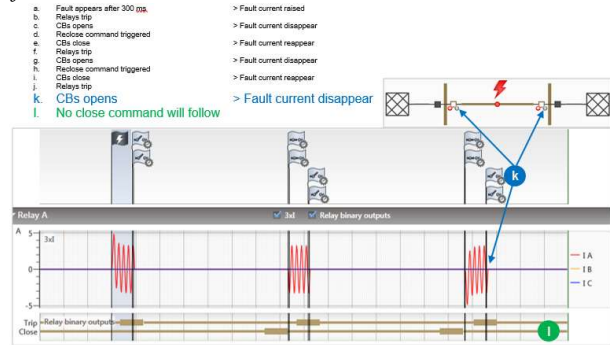 a. Fault appears after 300 ms. > Fault current raised
b. Relays trip
c. CBs opens > Fault current disappear
d. Reclose command triggered
e. CBs close > Fault current reappear
f. Relays trip
g. CBs opens > Fault current disappear
h. Reclose command triggered
i. CBs close > Fault current reappear
j. Relays trip
k. CBs opens > Fault current disappear
l. No close command will follow
k
Relay A 3xI Relay binary outputs
A
5
3xI
0
-5
I A
I B
I C
Trip Relay binary outputs
Close
l